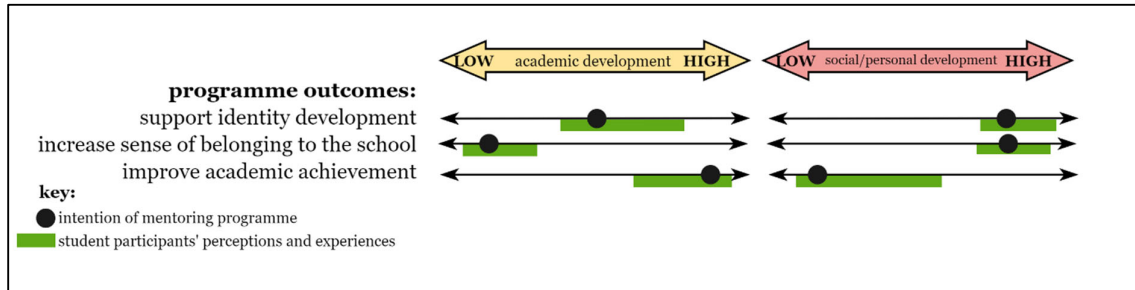 LOW academic development HIGH
LOW social/personal development HIGH
programme outcomes:
support identity development
increase sense of belonging to the school
improve academic achievement
key:
intention of mentoring programme
student participants' perceptions and experiences